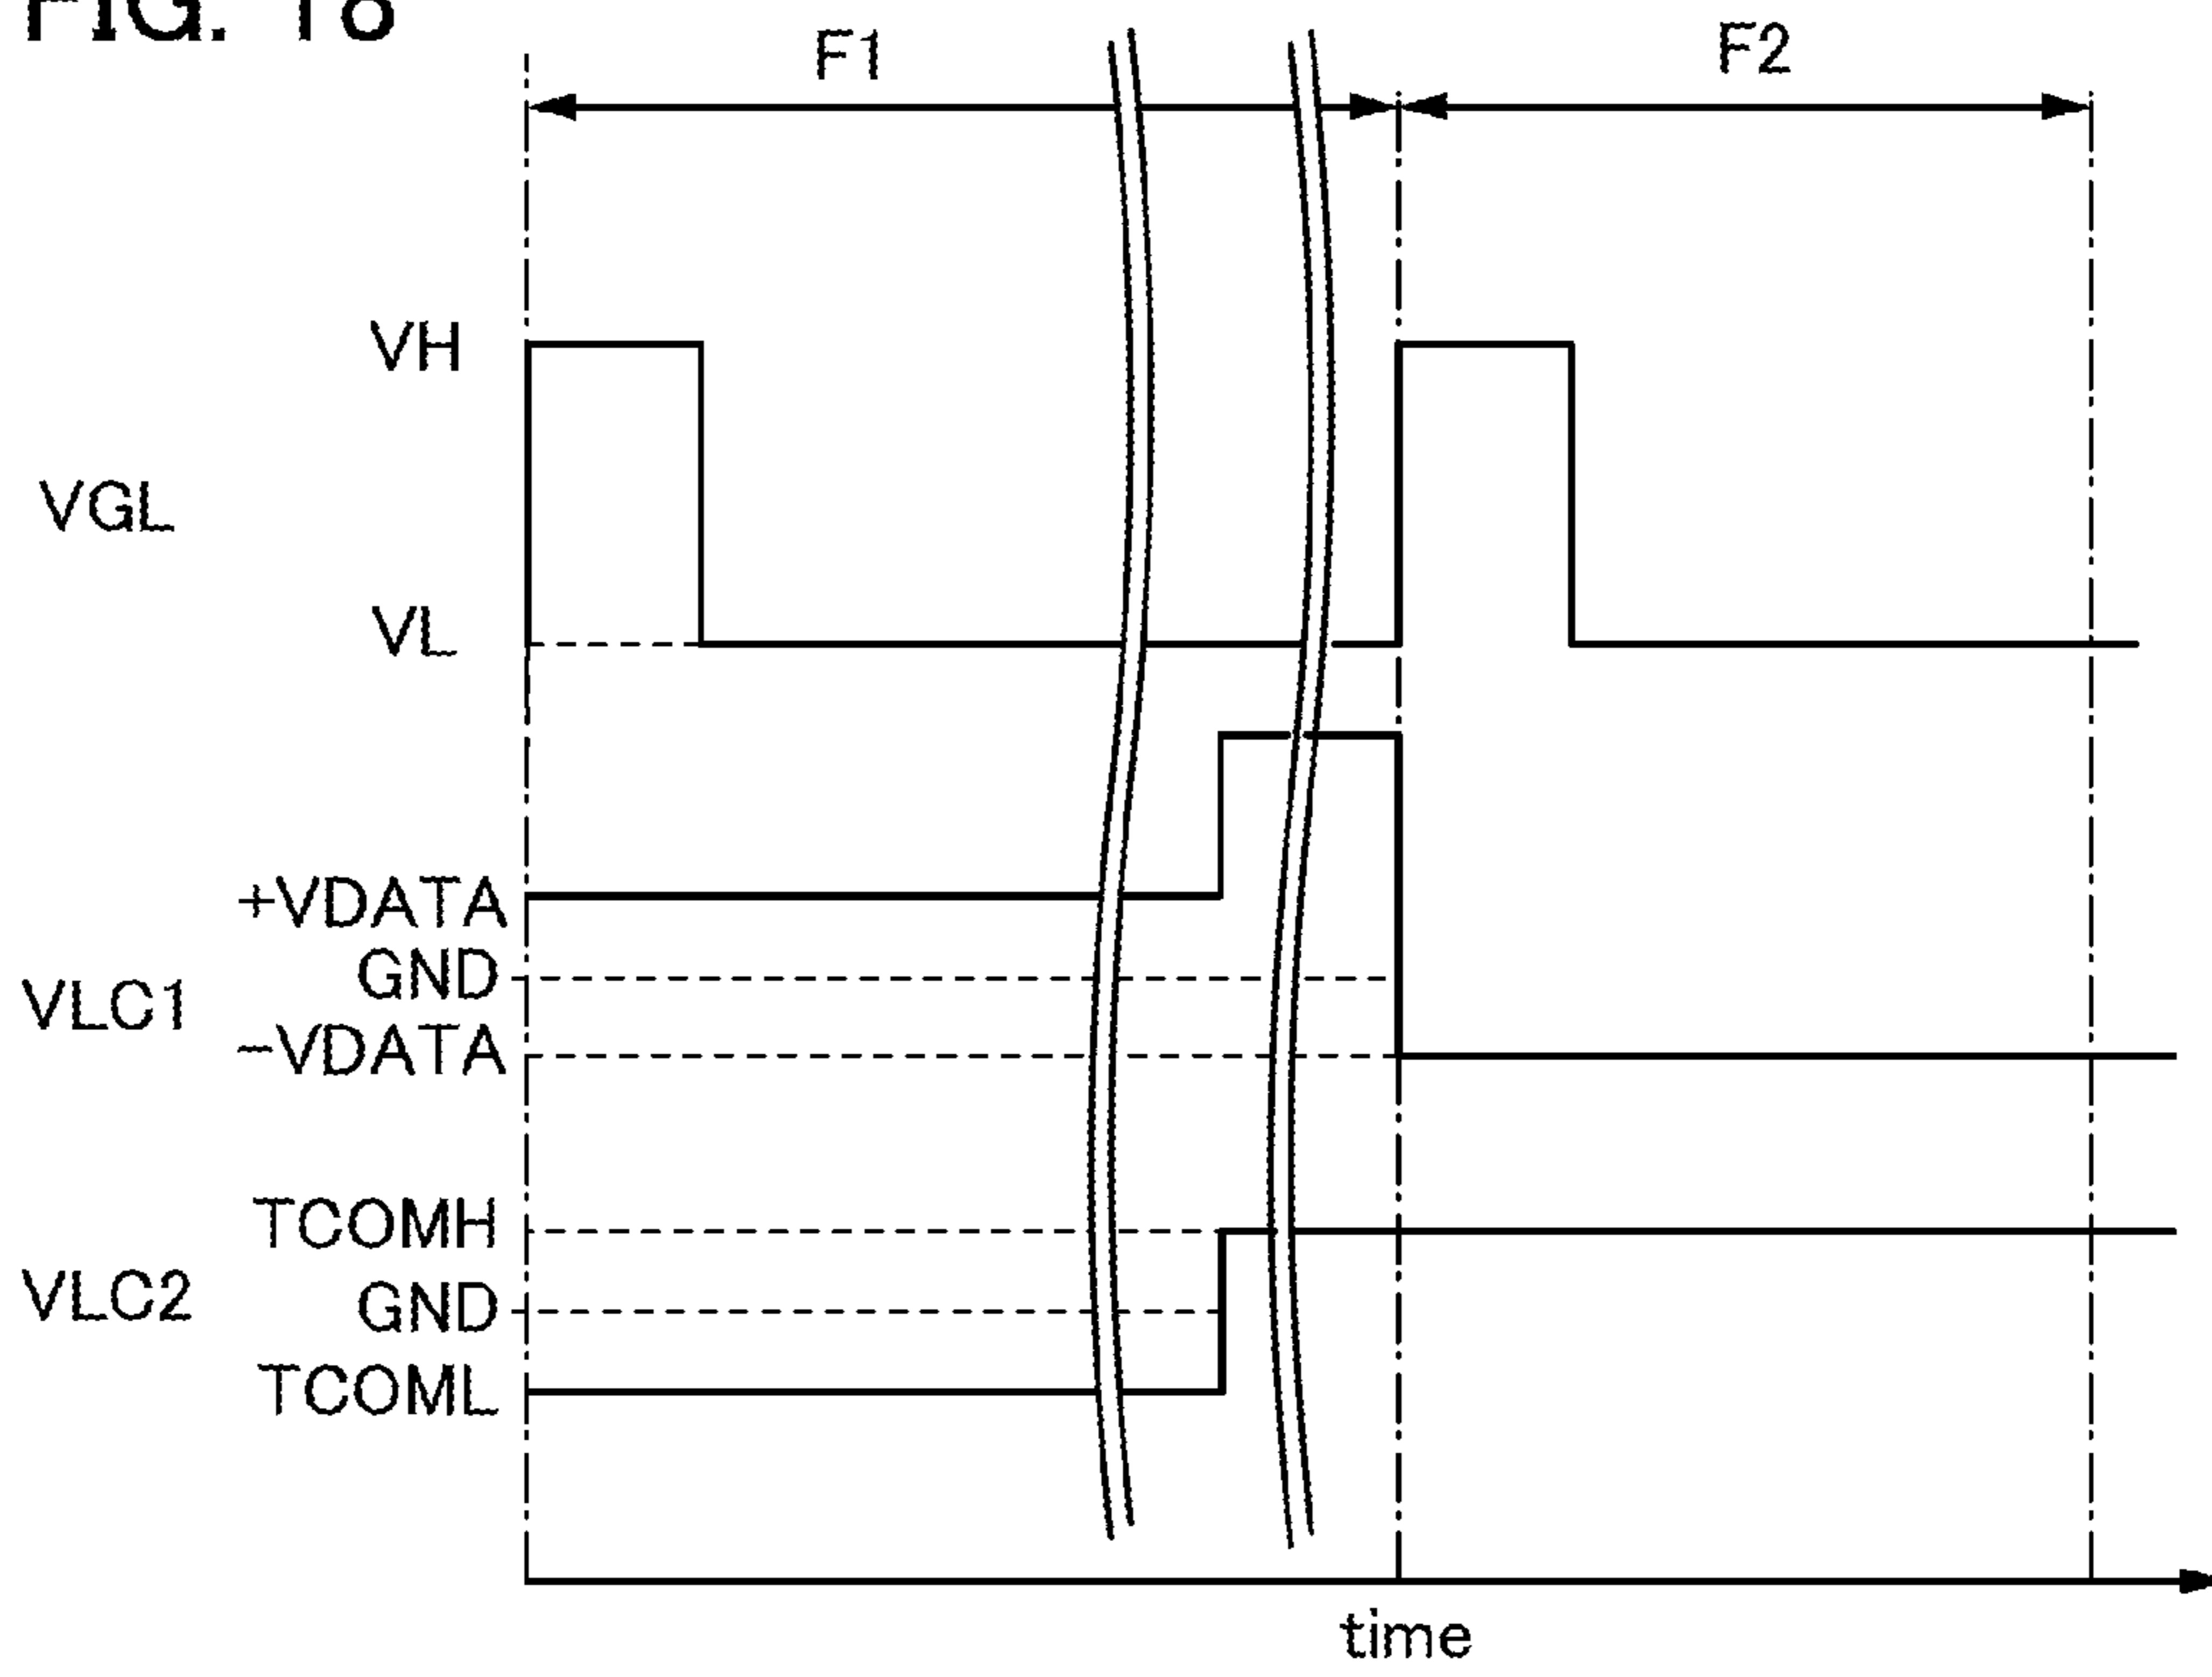 FIG. 18
F1
F2
VH
VGL
VL
+VDATA
GND
VLC1
−VDATA
TCOMH
VLC2
GND
TCOML
time